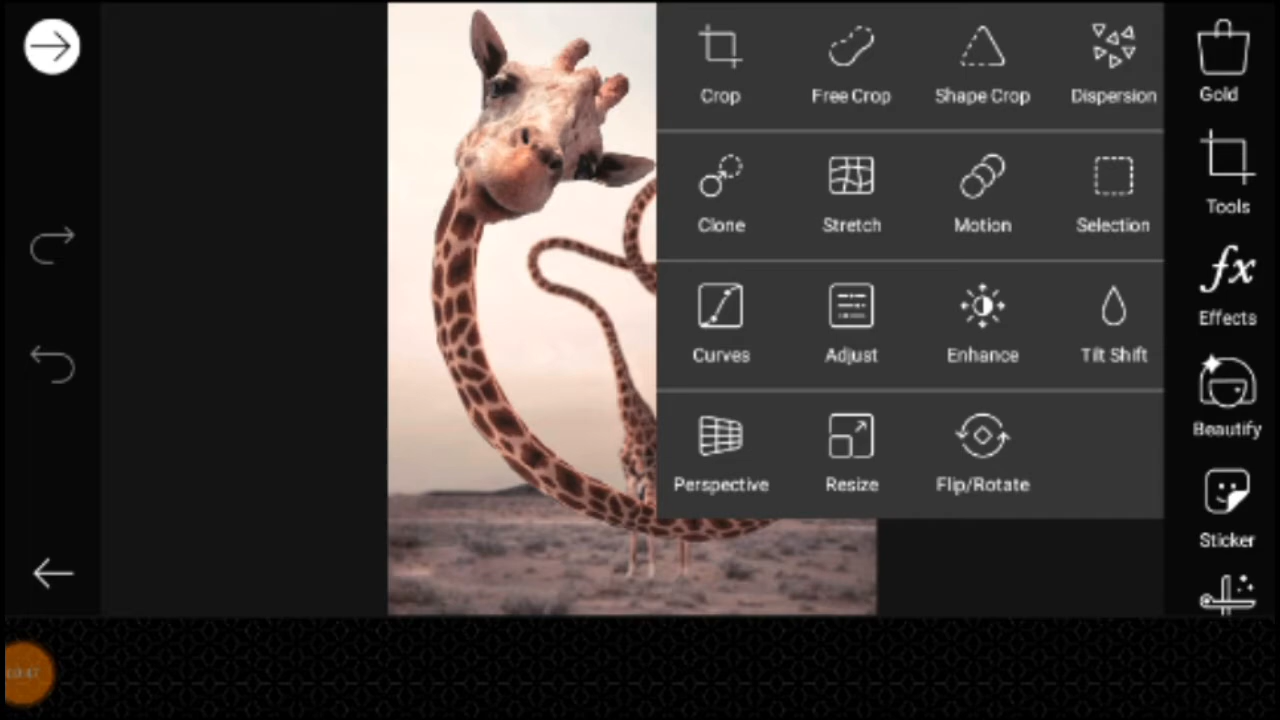 Crop Free Crop Shape Crop Dispersion
Clone Stretch Motion Selection
Curves Adjust Enhance Tilt Shift
Perspective Resize Flip/Rotate
Gold
Tools
fx
Effects
Beautify
Sticker